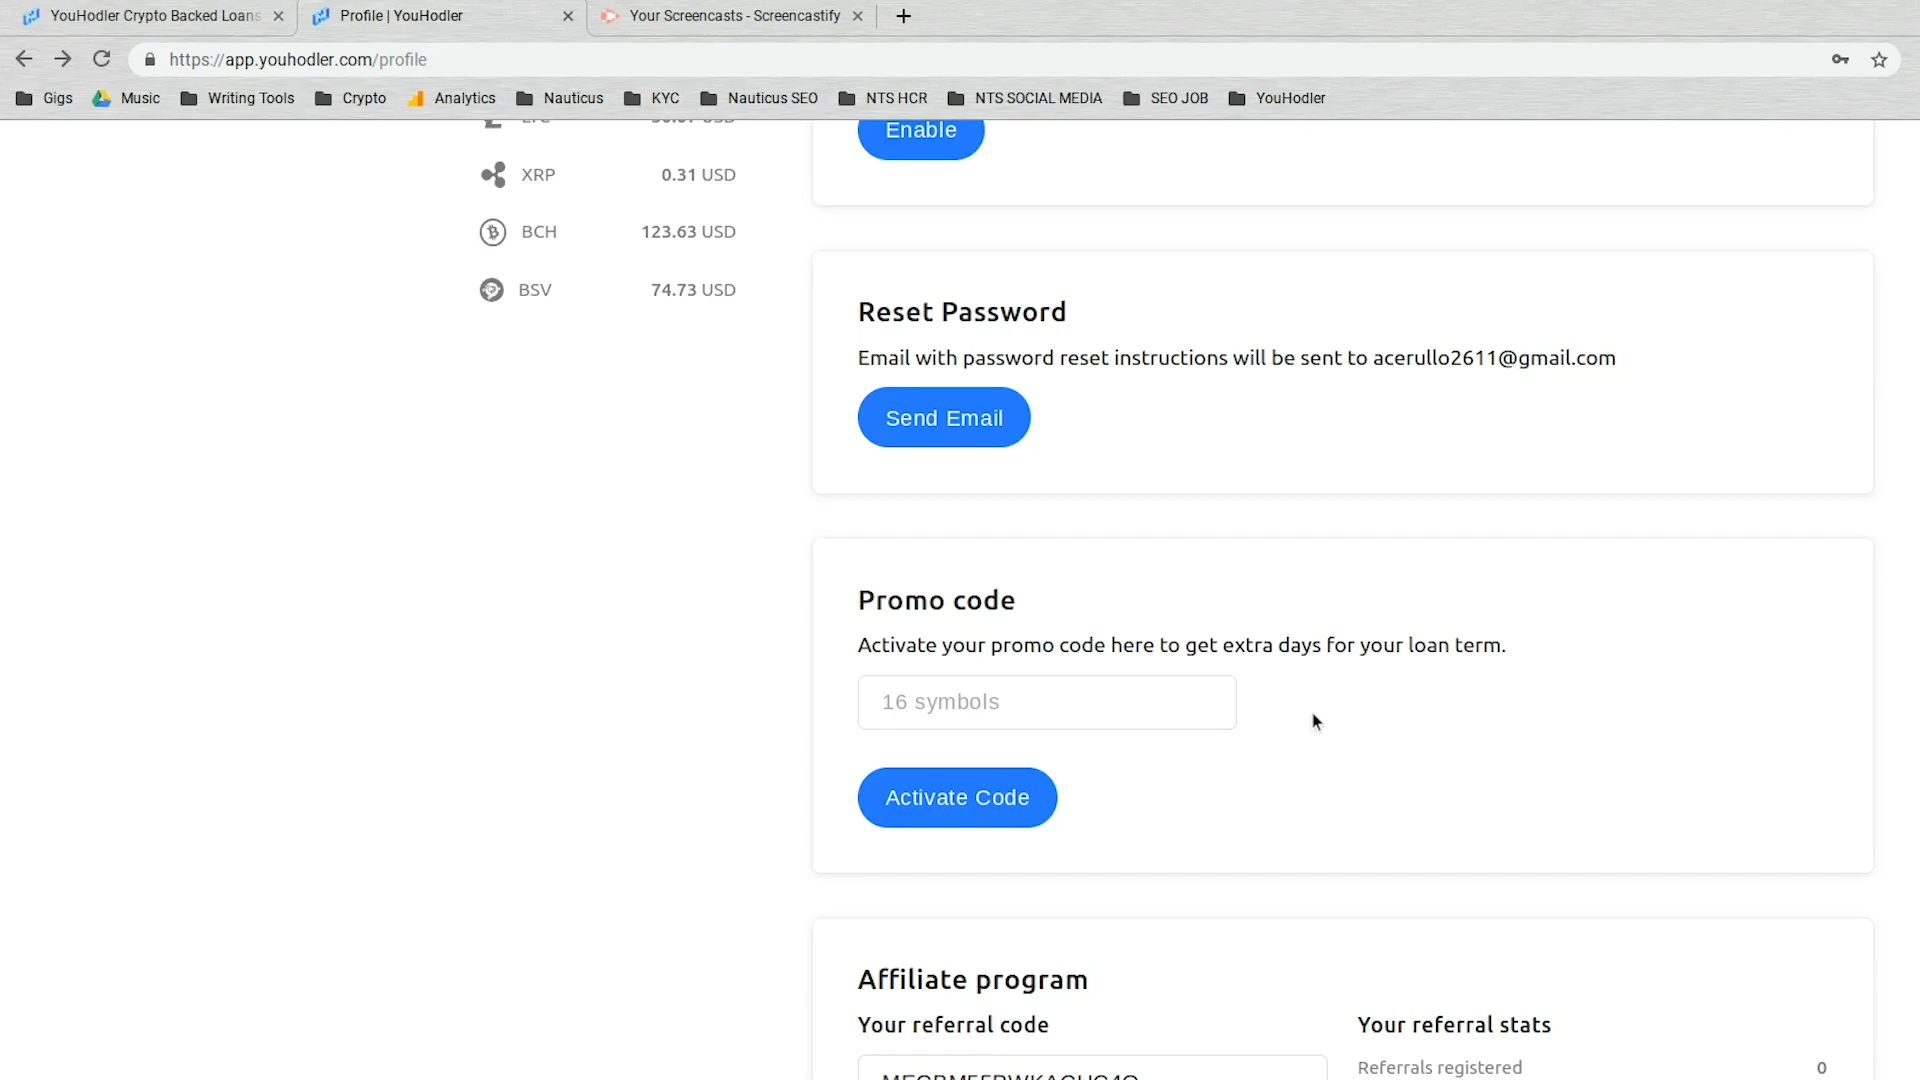 YouHodler Crypto Backed Loans
Profile | YouHodler
Your Screencasts - Screencastify
https://app.youhodler.com/profile
Gigs
Music
Writing Tools
Crypto
Analytics
Nauticus
KYC
Nauticus SEO
NTS HCR
NTS SOCIAL MEDIA
SEO JOB
YouHodler
Enable
XRP 0.31 USD
BCH 123.63 USD
BSV 74.73 USD
Reset Password
Email with password reset instructions will be sent to acerullo2611@gmail.com
Send Email
Promo code
Activate your promo code here to get extra days for your loan term.
16 symbols
Activate Code
Affiliate program
Your referral code
Your referral stats
Referrals registered 0